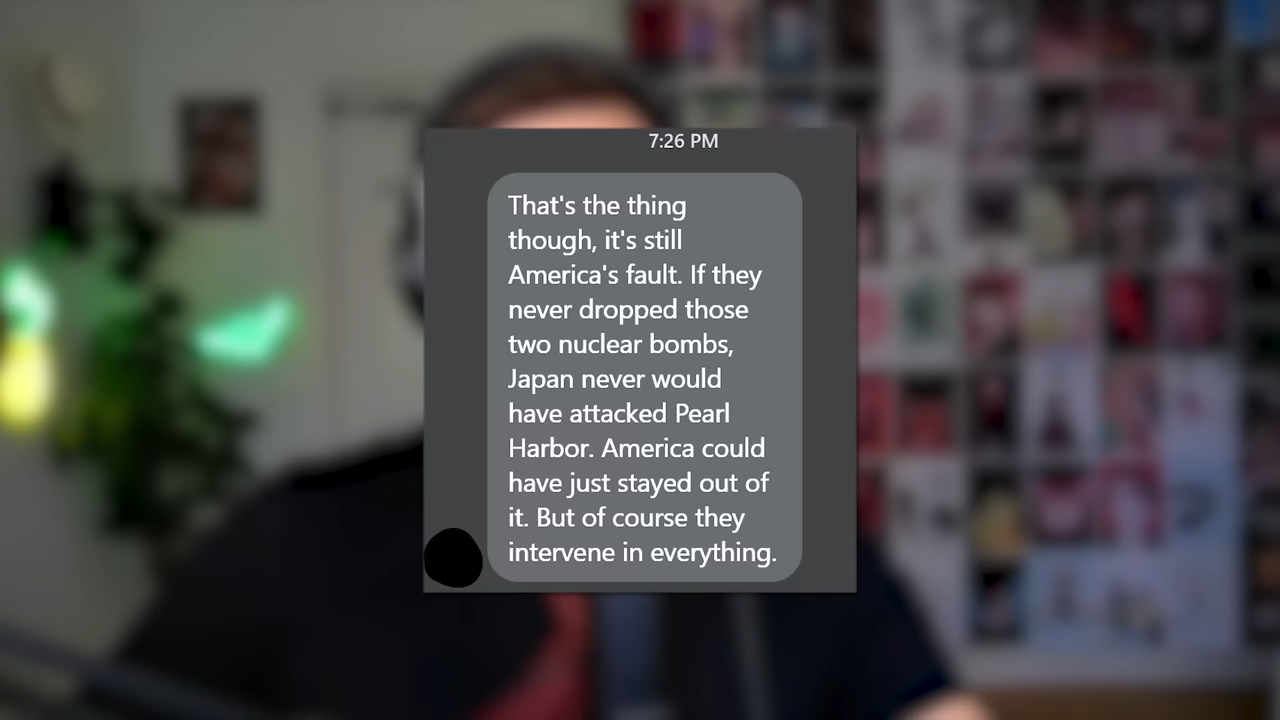 7:26 PM
That's the thing
though, it's still
America's fault. If they
never dropped those
two nuclear bombs,
Japan never would
have attacked Pearl
Harbor. America could
have just stayed out of
it. But of course they
intervene in everything.